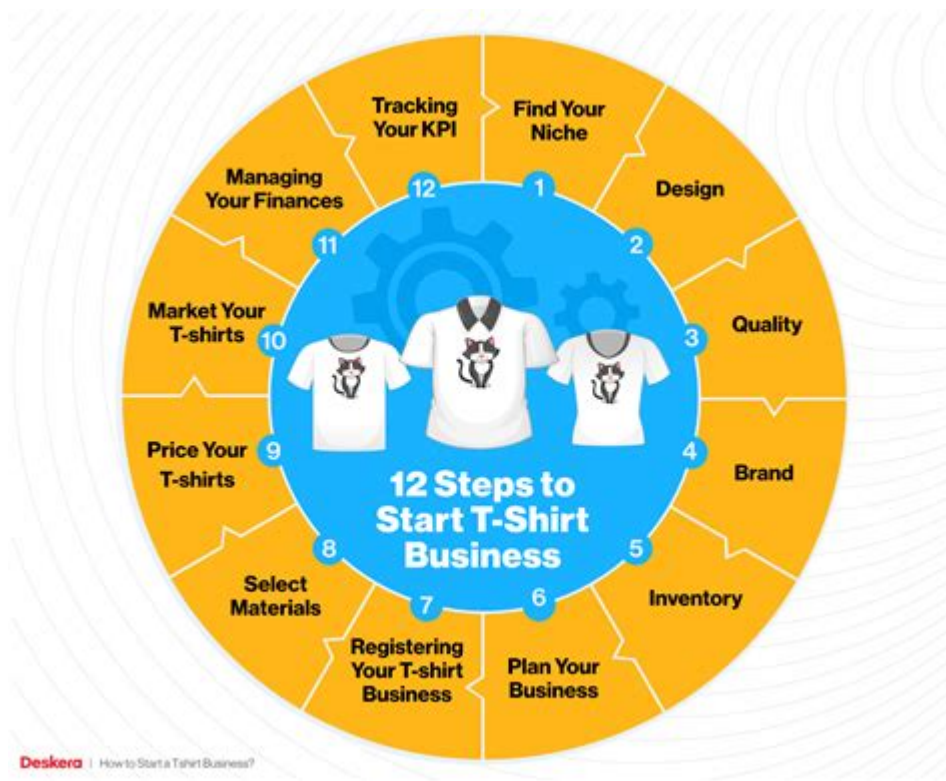 12 Steps to
Start T-Shirt
Business
1
Find Your
Niche
2
Design
3
Quality
4
Brand
5
Inventory
6
Plan Your
Business
7
Registering
Your T-shirt
Business
8
Select
Materials
9
Price Your
T-shirts
10
Market Your
T-shirts
11
Managing
Your Finances
12
Tracking
Your KPI
Deskera | How to Start a Tshirt Business?